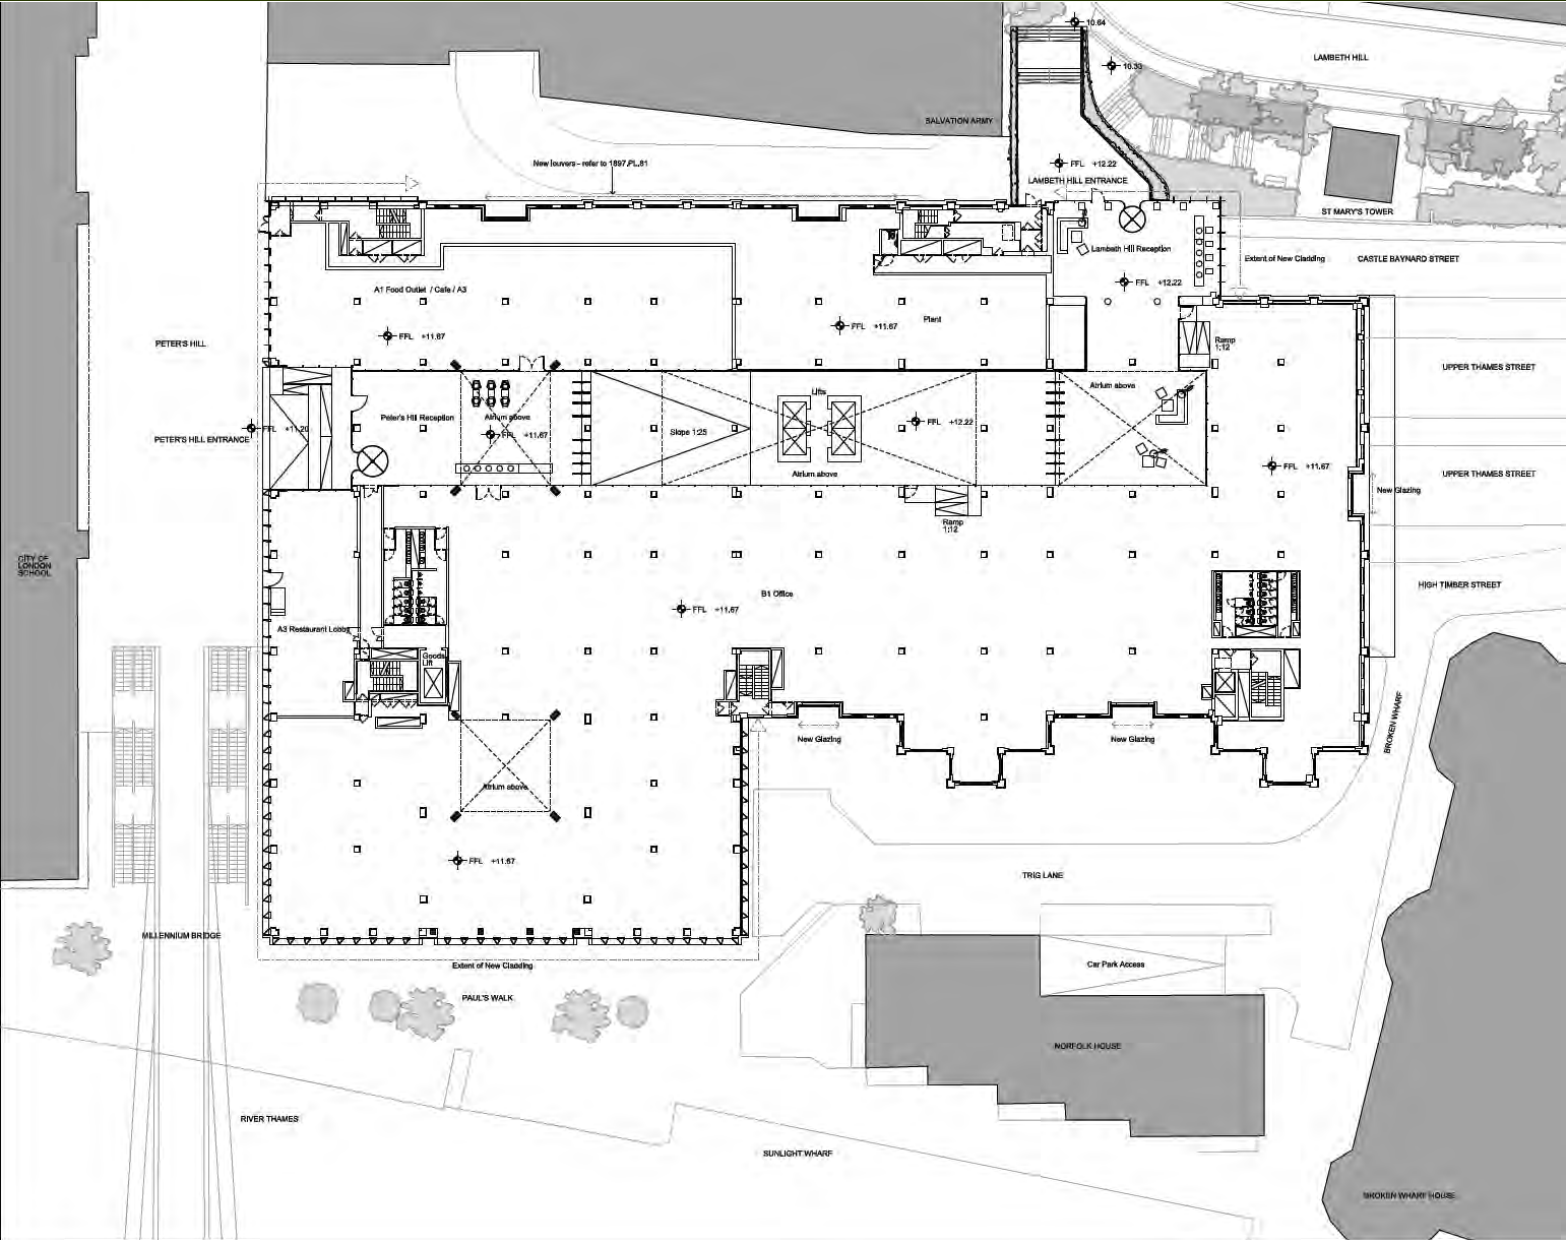 10.64
LAMBETH HILL
10.33
SALVATION ARMY
New louvers - refer to 1897/PL.61
FFL +12.22
LAMBETH HILL ENTRANCE
ST MARY'S TOWER
Lambeth Hill Reception
Extent of New Cladding
CASTLE BAYNARD STREET
A1 Food Outlet / Cafe / A3
FFL +12.22
Plant
FFL +11.67
FFL +11.67
PETER'S HILL
Ramp
1:12
UPPER THAMES STREET
Atrium above
Lifts
Peter's Hill Reception
Atrium above
FFL +11.20
FFL +11.67
Slope 1:25
FFL +12.22
PETER'S HILL ENTRANCE
Atrium above
FFL +11.67
UPPER THAMES STREET
New Glazing
Ramp
1:12
CITY OF
LONDON
SCHOOL
HIGH TIMBER STREET
B1 Office
FFL +11.67
A3 Restaurant Lobby
Goods
Lift
BROKEN WHARF
New Glazing
New Glazing
Atrium above
FFL +11.67
TRIG LANE
MILLENNIUM BRIDGE
Extent of New Cladding
Car Park Access
PAUL'S WALK
NORFOLK HOUSE
RIVER THAMES
SUNLIGHT WHARF
BROKEN WHARF HOUSE